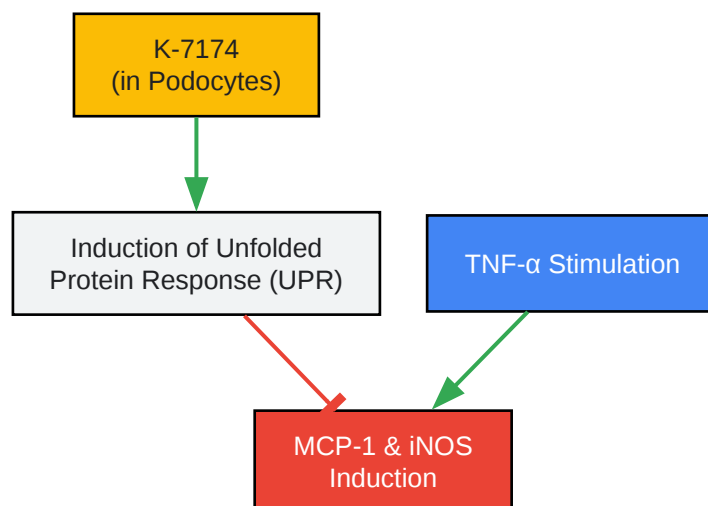 K-7174
(in Podocytes)
Induction of Unfolded
Protein Response (UPR)
TNF-α Stimulation
MCP-1 & iNOS
Induction